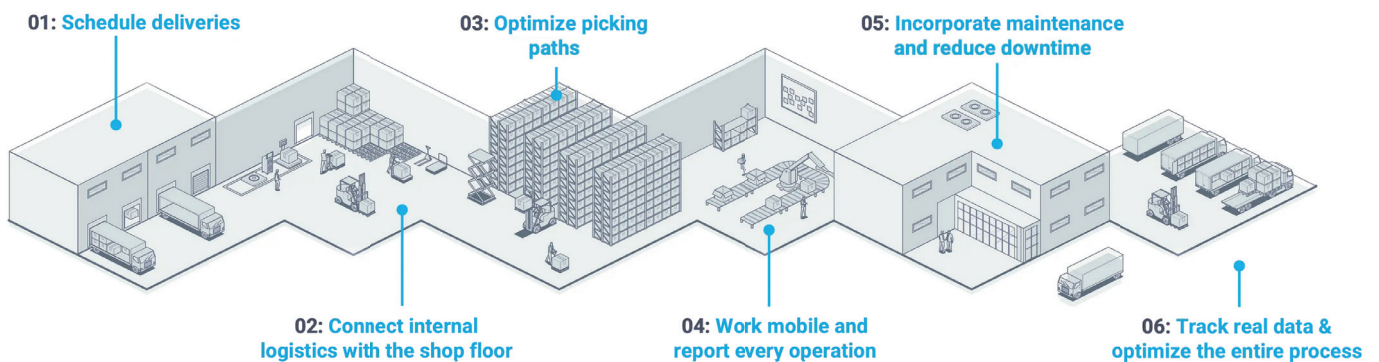 01: Schedule deliveries
03: Optimize picking
paths
05: Incorporate maintenance
and reduce downtime
02: Connect internal
logistics with the shop floor
04: Work mobile and
report every operation
06: Track real data &
optimize the entire process